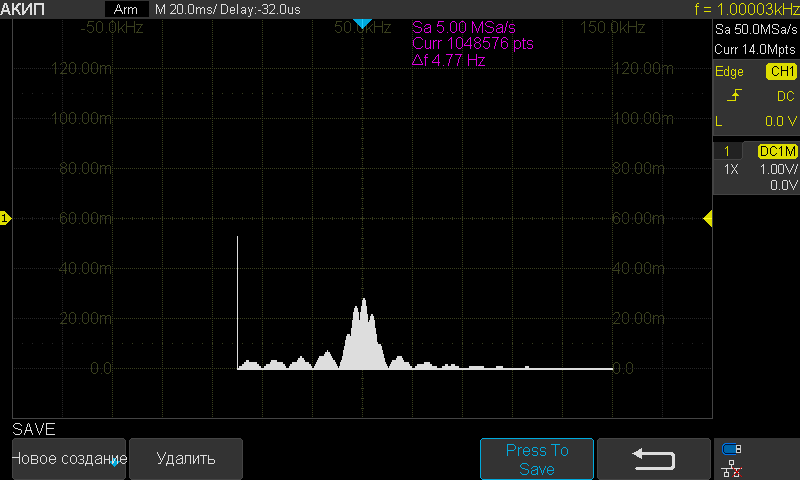 АКИП Arm M 20.0ms/ Delay:-32.0us f = 1.00003kHz
-50.0kHz 50.0kHz 150.0kHz
Sa 5.00 MSa/s
Curr 1048576 pts
Δf 4.77 Hz
Sa 50.0MSa/s
Curr 14.0Mpts
Edge CH1
DC
L 0.0 V
1 DC1M
1X 1.00V/
0.0V
120.00m 120.00m
100.00m 100.00m
80.00m 80.00m
1 60.00m 60.00m
40.00m 40.00m
20.00m 20.00m
0.0 0.0
SAVE
Новое создание
Удалить
Press To
Save